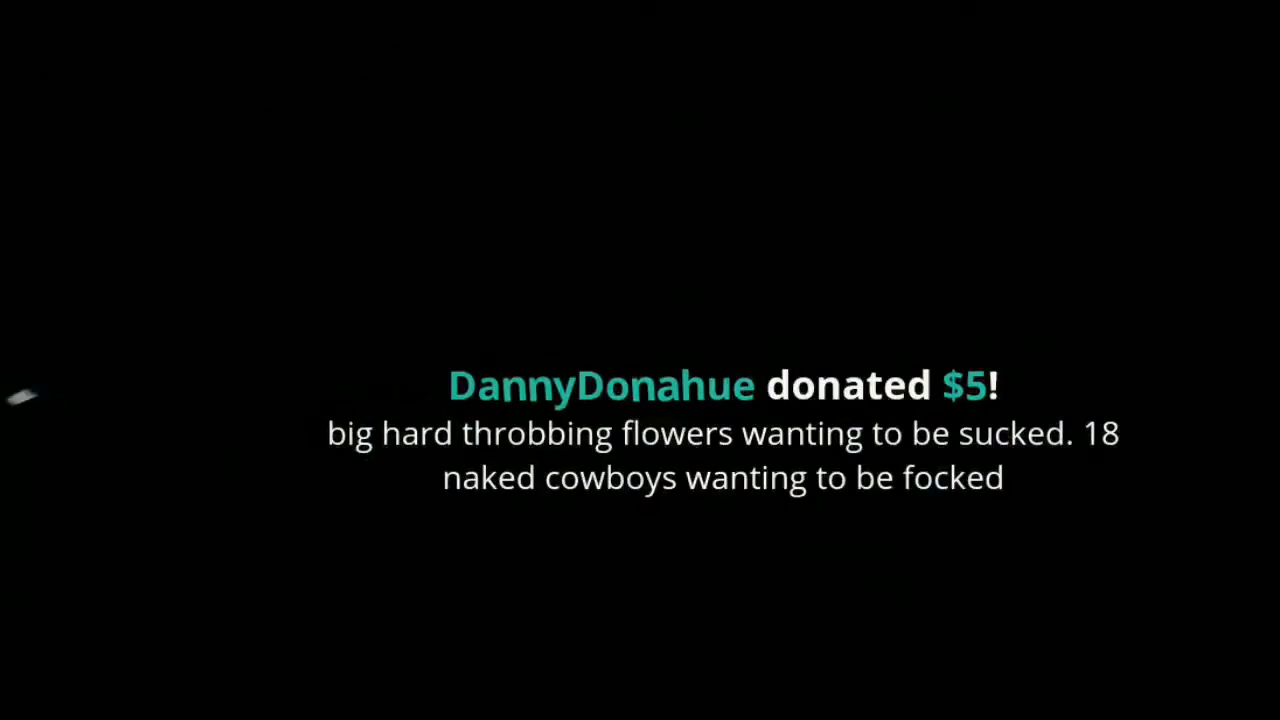 DannyDonahue donated $5!
big hard throbbing flowers wanting to be sucked. 18
naked cowboys wanting to be focked